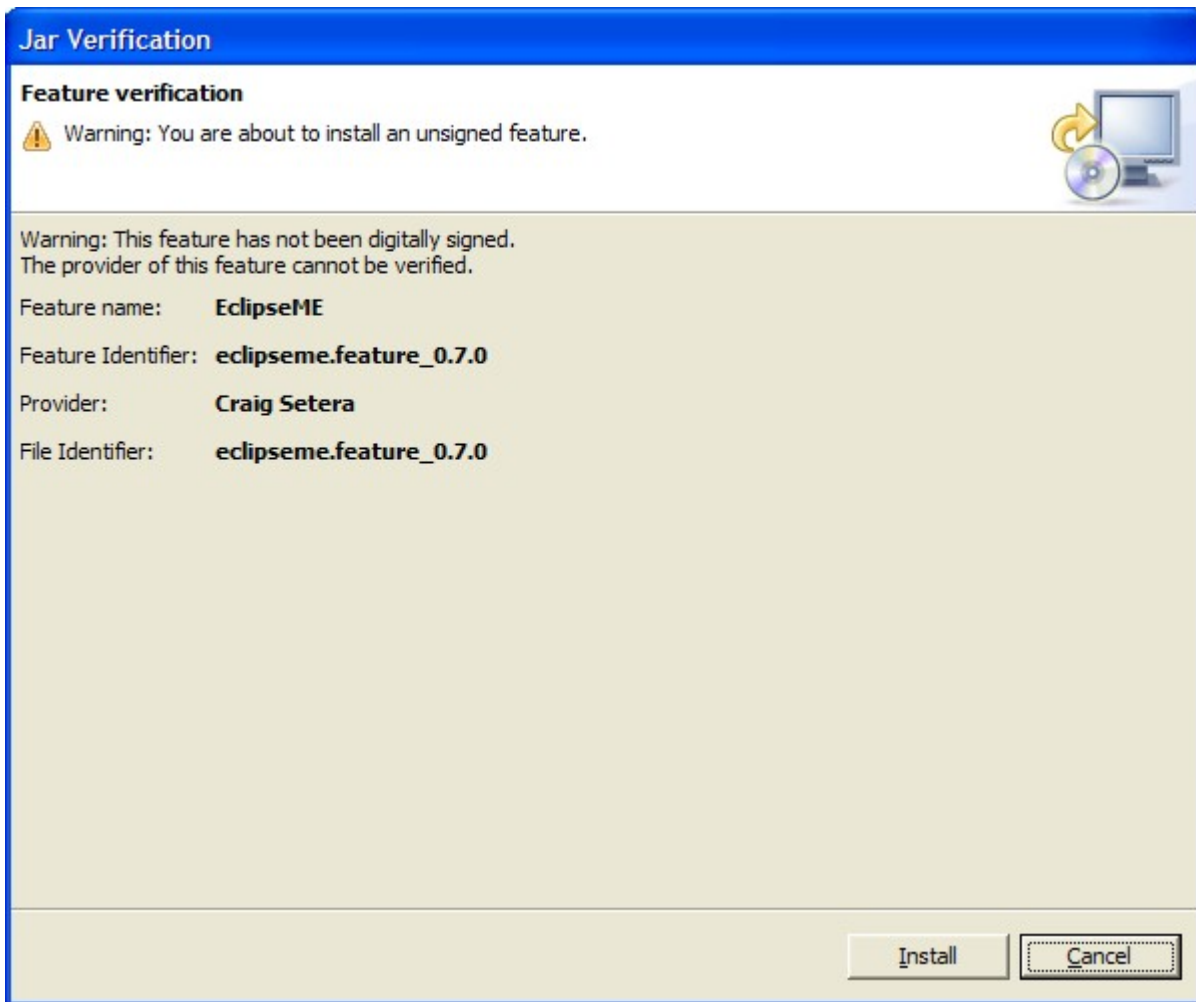 Jar Verification
Feature verification
Warning: You are about to install an unsigned feature.
Warning: This feature has not been digitally signed.
The provider of this feature cannot be verified.
Feature name: EclipseME
Feature Identifier: eclipseme.feature_0.7.0
Provider: Craig Setera
File Identifier: eclipseme.feature_0.7.0
Install Cancel